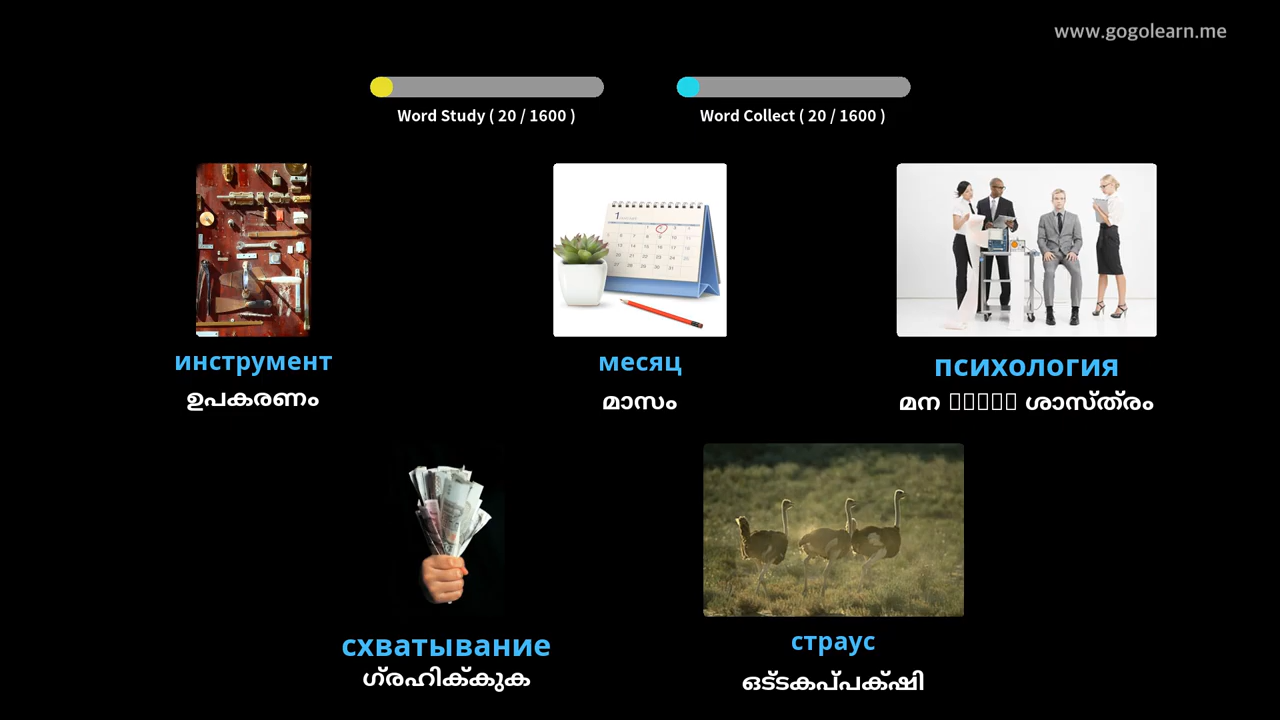 www.gogolearn.me
Word Study ( 20 / 1600 )
Word Collect ( 20 / 1600 )
инструмент
ഉപകരണം
месяц
മാസം
психология
മന ശാസ്ത്രം
схватывание
ഗ്രഹിക്കുക
страус
ഒട്ടകപ്പക്ഷി